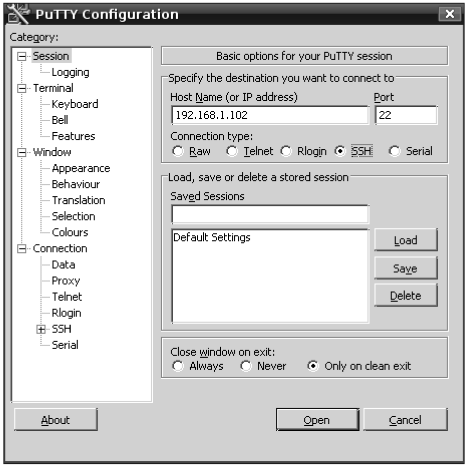 PuTTY Configuration
Category:
Session
Logging
Terminal
Keyboard
Bell
Features
Window
Appearance
Behaviour
Translation
Selection
Colours
Connection
Data
Proxy
Telnet
Rlogin
SSH
Serial
Basic options for your PuTTY session
Specify the destination you want to connect to
Host Name (or IP address) Port
192.168.1.102 22
Connection type:
Raw Telnet Rlogin SSH Serial
Load, save or delete a stored session
Saved Sessions
Default Settings
Load
Save
Delete
Close window on exit:
Always Never Only on clean exit
About Open Cancel